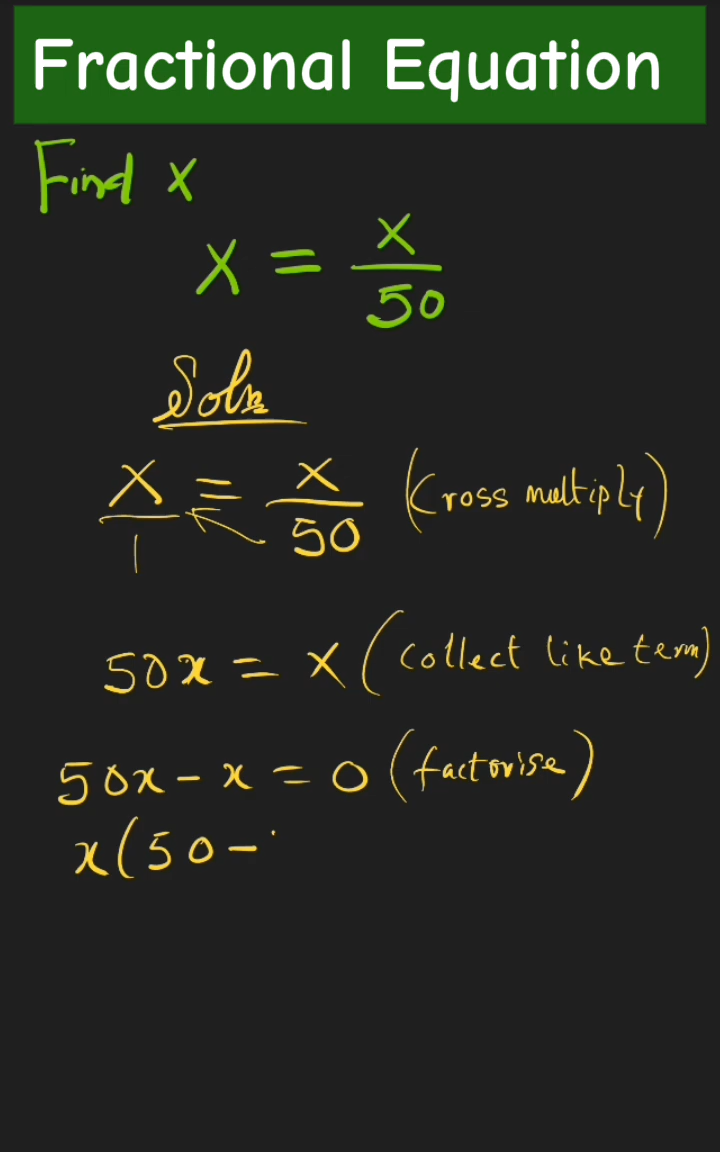 Fractional Equation
Find x
x = x/50
Soln
x/1 = x/50 (Cross multiply)
50x = x (collect like term)
50x - x = 0 (factorise)
x(50 -